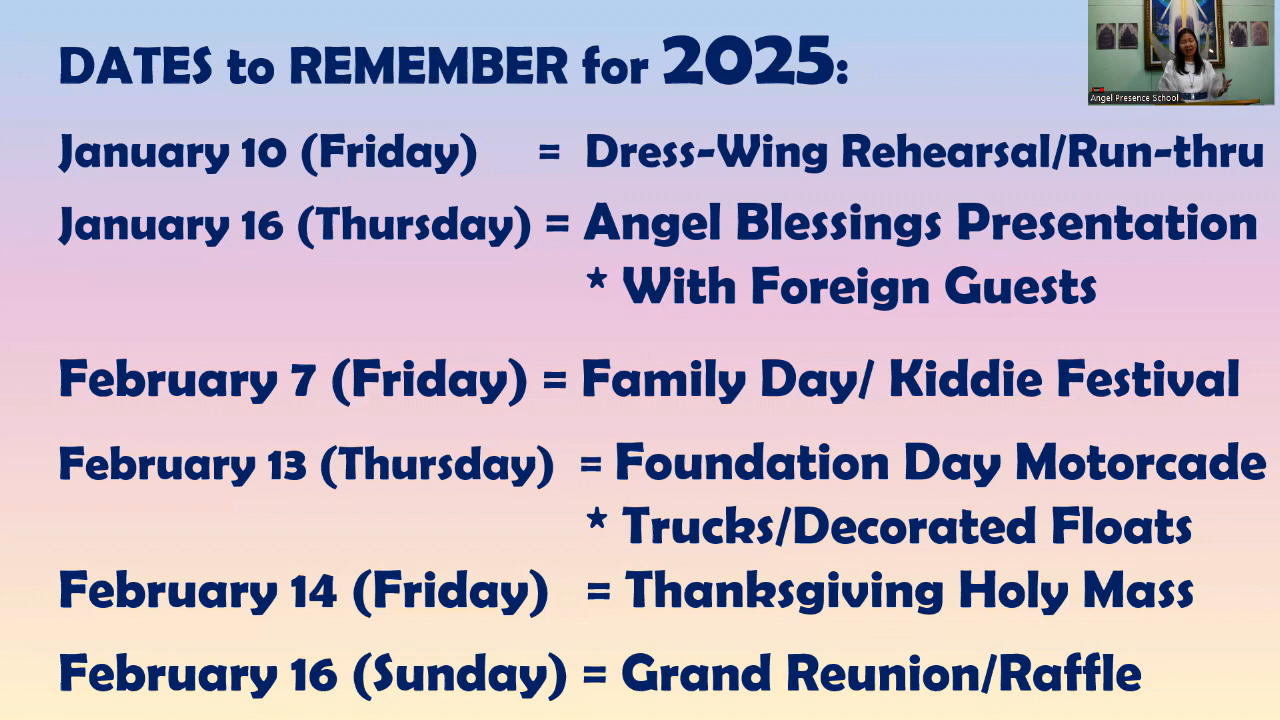 DATES to REMEMBER for 2025:
Angel Presence School
January 10 (Friday) = Dress-Wing Rehearsal/Run-thru
January 16 (Thursday) = Angel Blessings Presentation
* With Foreign Guests
February 7 (Friday) = Family Day/ Kiddie Festival
February 13 (Thursday) = Foundation Day Motorcade
* Trucks/Decorated Floats
February 14 (Friday) = Thanksgiving Holy Mass
February 16 (Sunday) = Grand Reunion/Raffle